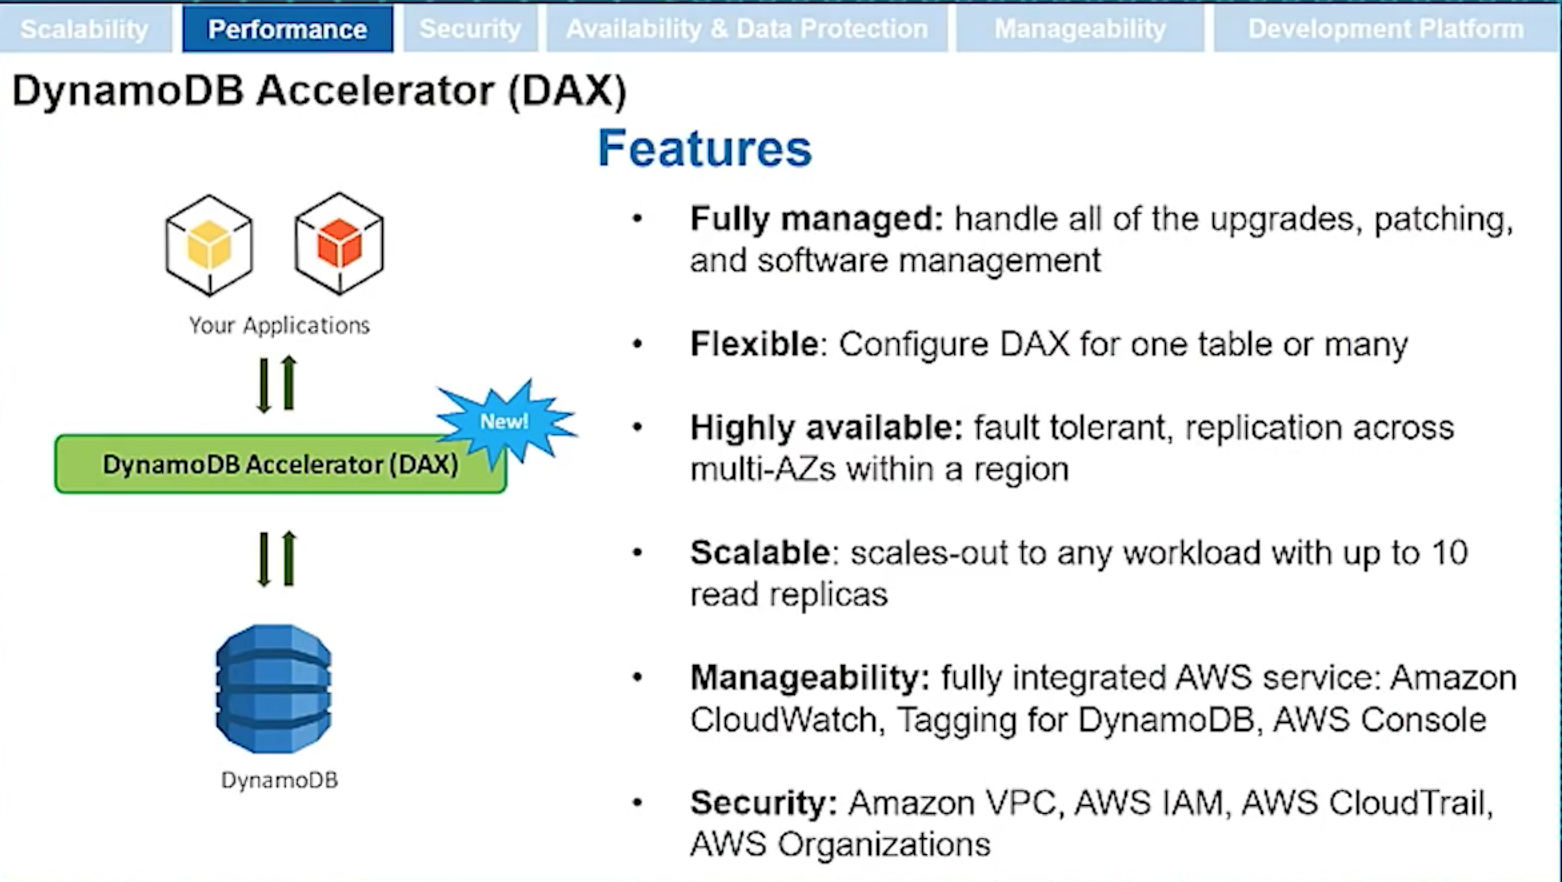 Scalability
Performance
Security
Availability & Data Protection
Manageability
Development Platform
DynamoDB Accelerator (DAX)
Your Applications
New!
DynamoDB Accelerator (DAX)
DynamoDB
Features
• Fully managed: handle all of the upgrades, patching,
and software management
• Flexible: Configure DAX for one table or many
• Highly available: fault tolerant, replication across
multi-AZs within a region
• Scalable: scales-out to any workload with up to 10
read replicas
• Manageability: fully integrated AWS service: Amazon
CloudWatch, Tagging for DynamoDB, AWS Console
• Security: Amazon VPC, AWS IAM, AWS CloudTrail,
AWS Organizations